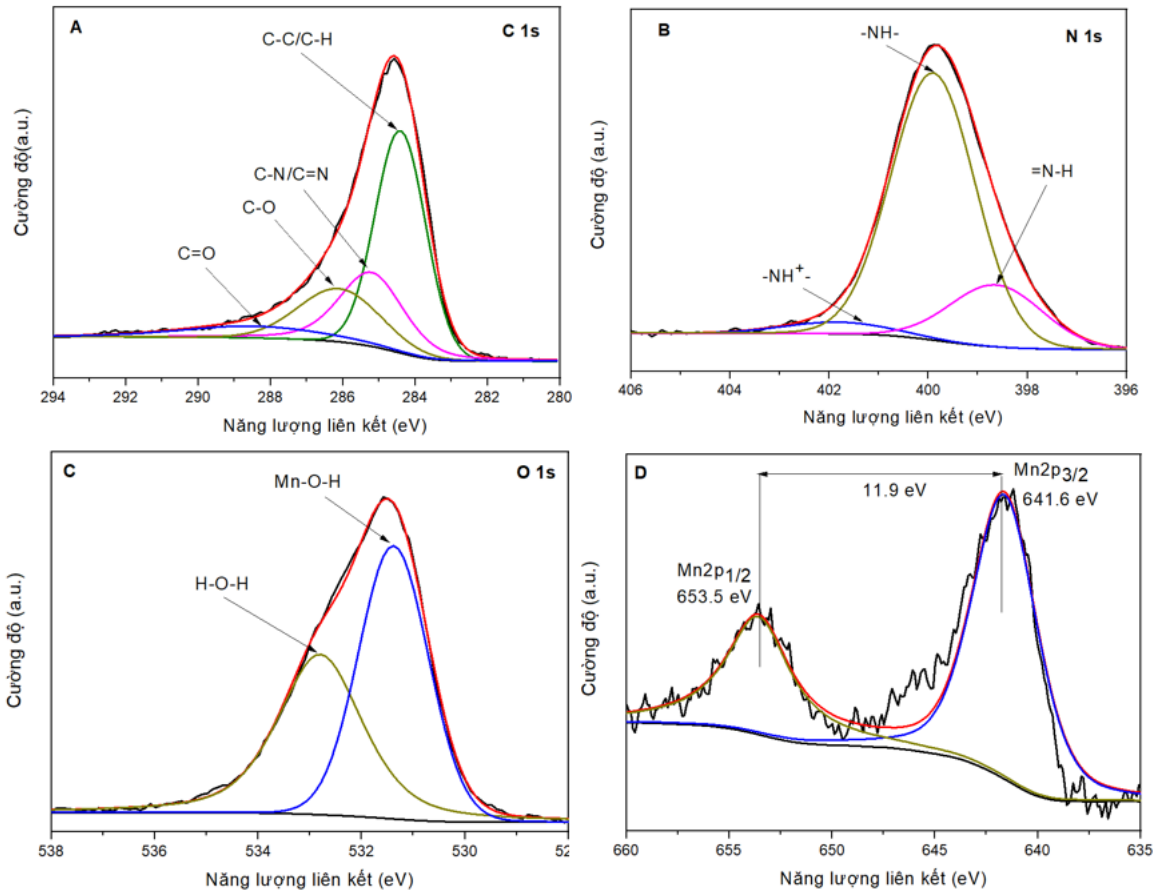 A
C 1s
C-C/C-H
C-N/C=N
C-O
C=O
Cường độ(a.u.)
294 292 290 288 286 284 282 280
Năng lượng liên kết (eV)
B
N 1s
-NH-
=N-H
-NH⁺-
Cường độ (a.u.)
406 404 402 400 398 396
Năng lượng liên kết (eV)
C
O 1s
Mn-O-H
H-O-H
Cường độ (a.u.)
538 536 534 532 530 52
Năng lượng liên kết (eV)
D
Mn2p3/2
11.9 eV
641.6 eV
Mn2p1/2
653.5 eV
Cường độ (a.u.)
660 655 650 645 640 635
Năng lượng liên kết (eV)